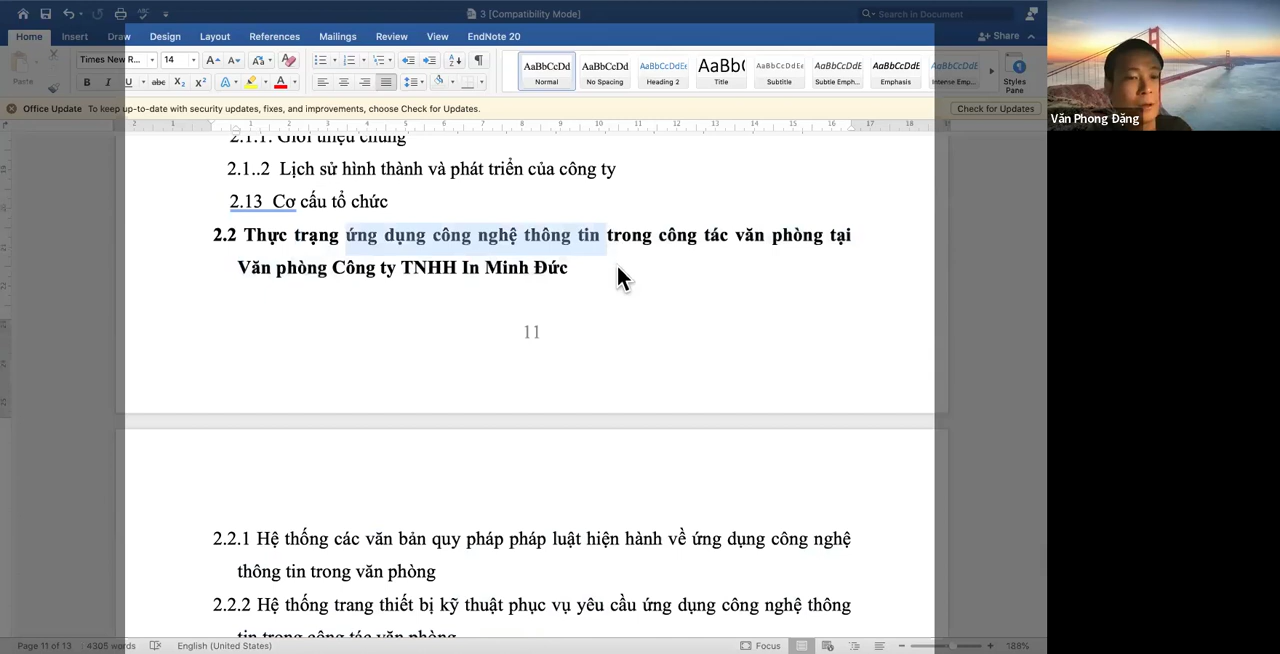 3 [Compatibility Mode]
Search in Document
Home Insert Draw Design Layout References Mailings Review View EndNote 20
Share
Paste
Times New R... 14
AaBbCcDd AaBbCcDd AaBbCcDdEe AaBb( AaBbCcDdEe AaBbCcDdEe AaBbCcDdEe AaBbCcDdE
Normal No Spacing Heading 2 Title Subtitle Subtle Emph... Emphasis Intense Emp...
Styles Pane
Office Update To keep up-to-date with security updates, fixes, and improvements, choose Check for Updates.
Check for Updates
Văn Phong Đặng
2.1.1. Giới thiệu chung
2.1..2 Lịch sử hình thành và phát triển của công ty
2.13 Cơ cấu tổ chức
2.2 Thực trạng ứng dụng công nghệ thông tin trong công tác văn phòng tại
Văn phòng Công ty TNHH In Minh Đức
11
2.2.1 Hệ thống các văn bản quy pháp pháp luật hiện hành về ứng dụng công nghệ
thông tin trong văn phòng
2.2.2 Hệ thống trang thiết bị kỹ thuật phục vụ yêu cầu ứng dụng công nghệ thông
tin trong công tác văn phòng
Page 11 of 13 4305 words English (United States) Focus 188%